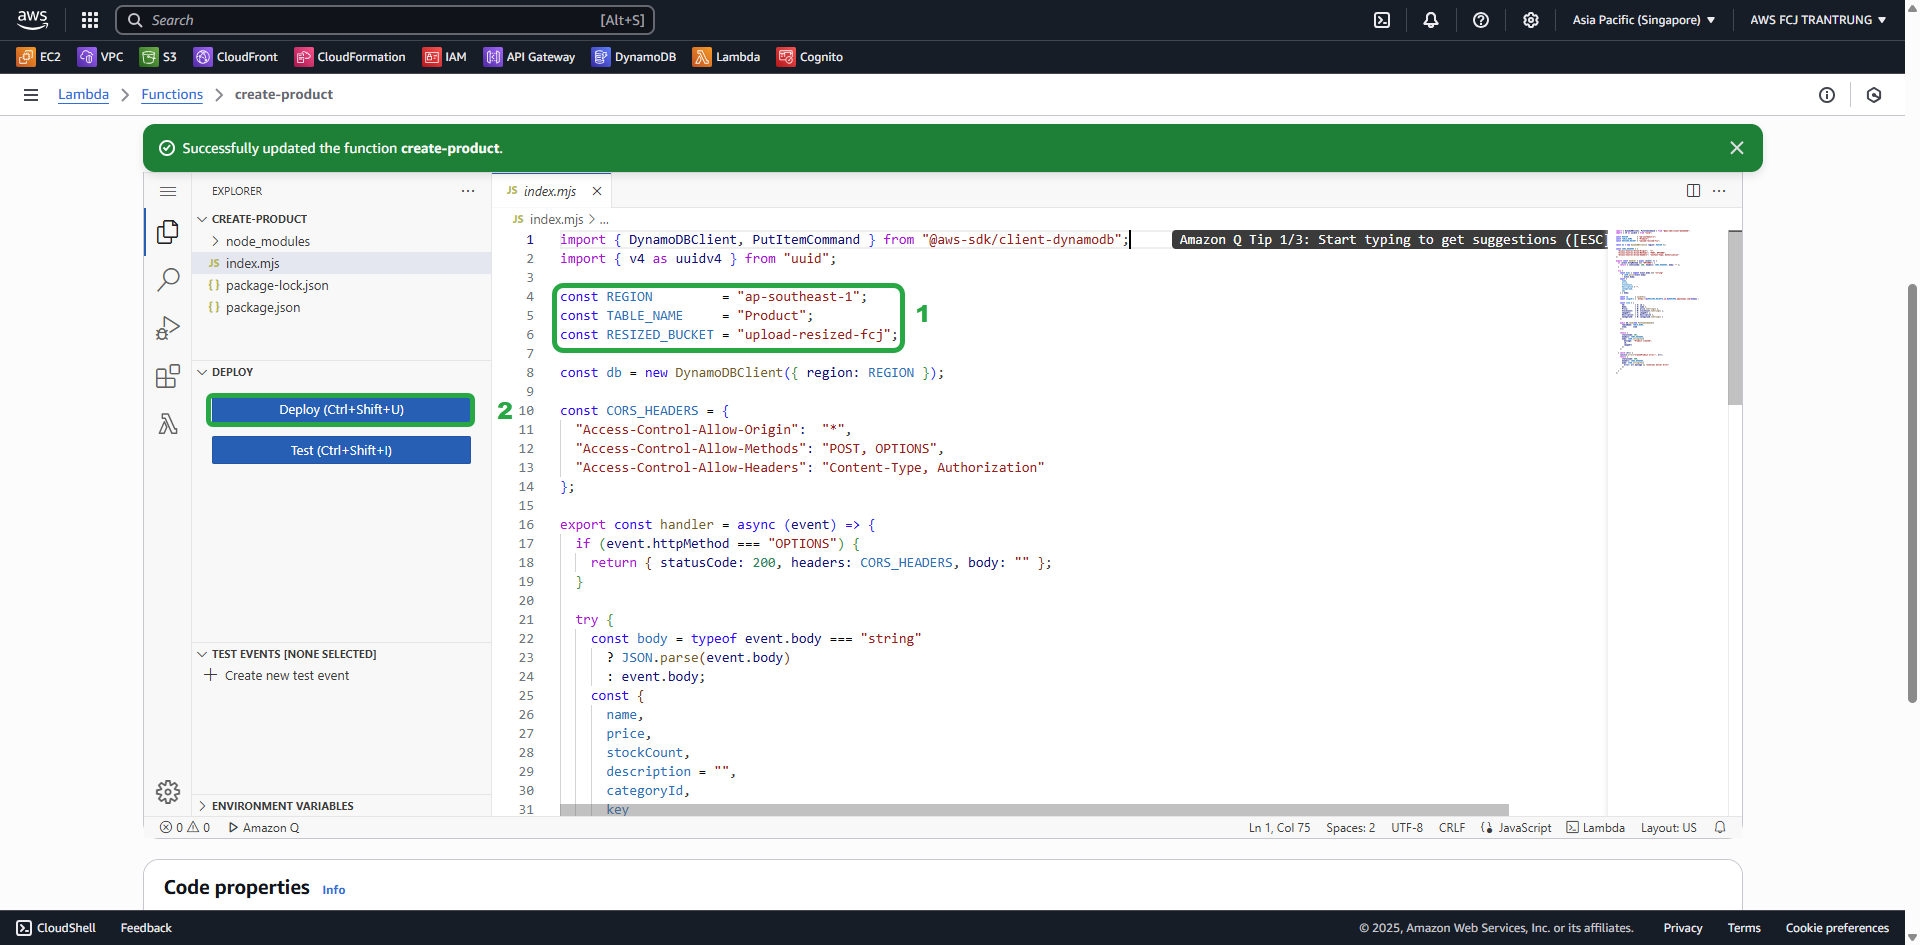 aws
Search [Alt+S]
Asia Pacific (Singapore) ▼ AWS FCJ TRANTRUNG ▼
EC2 VPC S3 CloudFront CloudFormation IAM API Gateway DynamoDB Lambda Cognito
Lambda > Functions > create-product
Successfully updated the function create-product.
EXPLORER
CREATE-PRODUCT
node_modules
JS index.mjs
{} package-lock.json
{} package.json
DEPLOY
Deploy (Ctrl+Shift+U)
Test (Ctrl+Shift+I)
TEST EVENTS [NONE SELECTED]
Create new test event
ENVIRONMENT VARIABLES
JS index.mjs
JS index.mjs > ...
1 import { DynamoDBClient, PutItemCommand } from "@aws-sdk/client-dynamodb";
Amazon Q Tip 1/3: Start typing to get suggestions ([ESC]
2 import { v4 as uuidv4 } from "uuid";
3
4 const REGION = "ap-southeast-1";
5 const TABLE_NAME = "Product";
6 const RESIZED_BUCKET = "upload-resized-fcj";
1
7
8 const db = new DynamoDBClient({ region: REGION });
9
2
10 const CORS_HEADERS = {
11 "Access-Control-Allow-Origin": "*",
12 "Access-Control-Allow-Methods": "POST, OPTIONS",
13 "Access-Control-Allow-Headers": "Content-Type, Authorization"
14 };
15
16 export const handler = async (event) => {
17 if (event.httpMethod === "OPTIONS") {
18 return { statusCode: 200, headers: CORS_HEADERS, body: "" };
19 }
20
21 try {
22 const body = typeof event.body === "string"
23 ? JSON.parse(event.body)
24 : event.body;
25 const {
26 name,
27 price,
28 stockCount,
29 description = "",
30 categoryId,
31 key
0 0 Amazon Q
Ln 1, Col 75 Spaces: 2 UTF-8 CRLF JavaScript Lambda Layout: US
Code properties Info
CloudShell Feedback
© 2025, Amazon Web Services, Inc. or its affiliates. Privacy Terms Cookie preferences